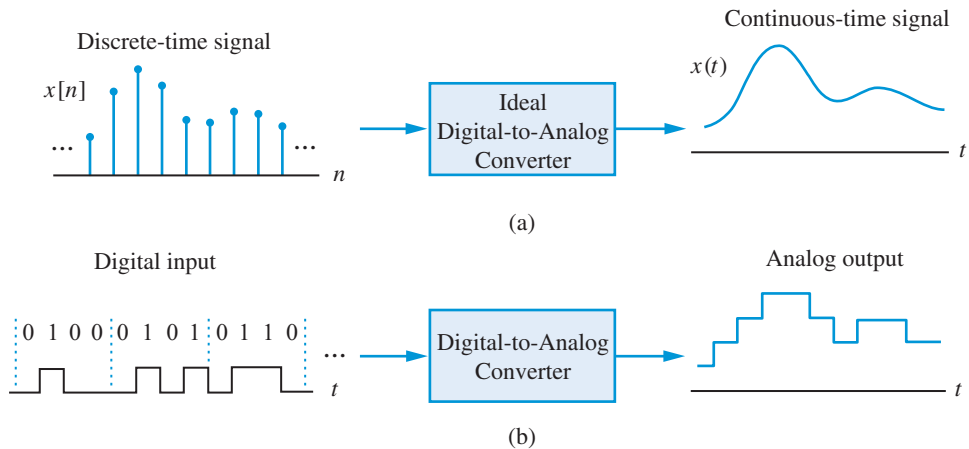 Continuous-time signal
Discrete-time signal
x[n]
...
...
n
Ideal
Digital-to-Analog
Converter
x(t)
t
(a)
Digital input
0 1 0 0 0 1 0 1 0 1 1 0
...
t
Digital-to-Analog
Converter
Analog output
t
(b)